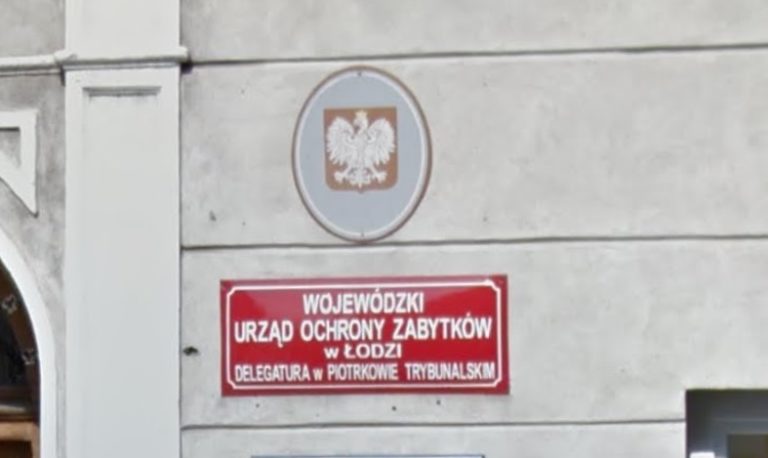 WOJEWÓDZKI
URZĄD OCHRONY ZABYTKÓW
w ŁODZI
DELEGATURA w PIOTRKOWIE TRYBUNALSKIM